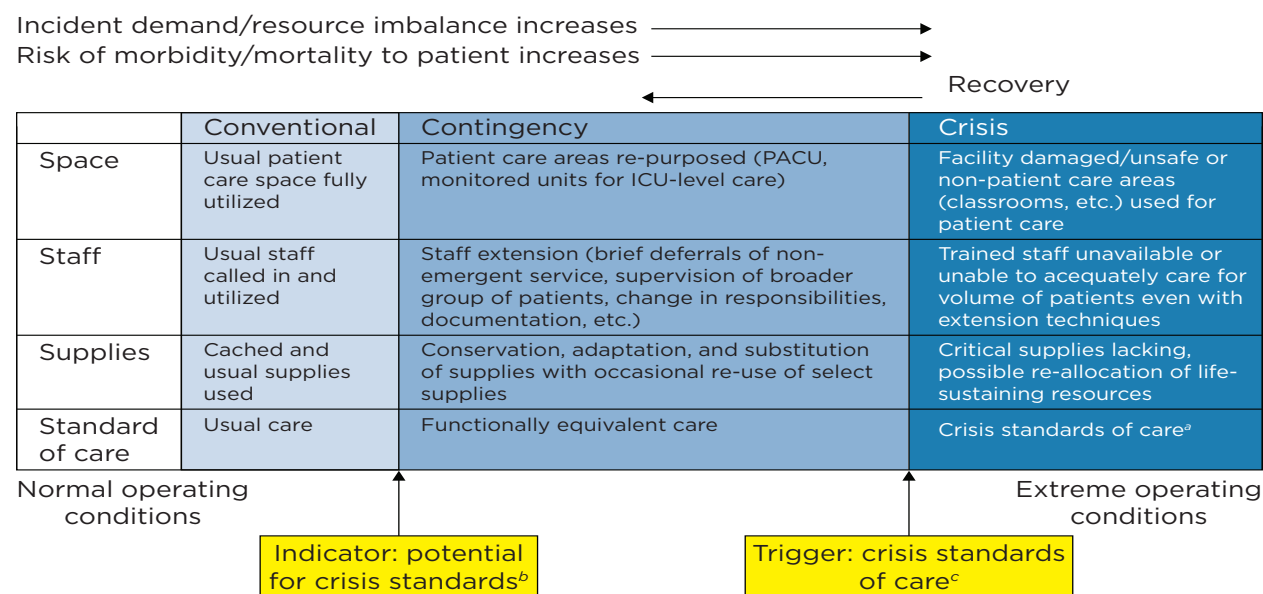 Incident demand/resource imbalance increases
Risk of morbidity/mortality to patient increases
Recovery
Conventional
Contingency
Crisis
Space
Usual patient
care space fully
utilized
Patient care areas re-purposed (PACU,
monitored units for ICU-level care)
Facility damaged/unsafe or
non-patient care areas
(classrooms, etc.) used for
patient care
Staff
Usual staff
called in and
utilized
Staff extension (brief deferrals of non-
emergent service, supervision of broader
group of patients, change in responsibilities,
documentation, etc.)
Trained staff unavailable or
unable to acequately care for
volume of patients even with
extension techniques
Supplies
Cached and
usual supplies
used
Conservation, adaptation, and substitution
of supplies with occasional re-use of select
supplies
Critical supplies lacking,
possible re-allocation of life-
sustaining resources
Standard
of care
Usual care
Functionally equivalent care
Crisis standards of careᵃ
Normal operating
conditions
Extreme operating
conditions
Indicator: potential
for crisis standardsᵇ
Trigger: crisis standards
of careᶜ